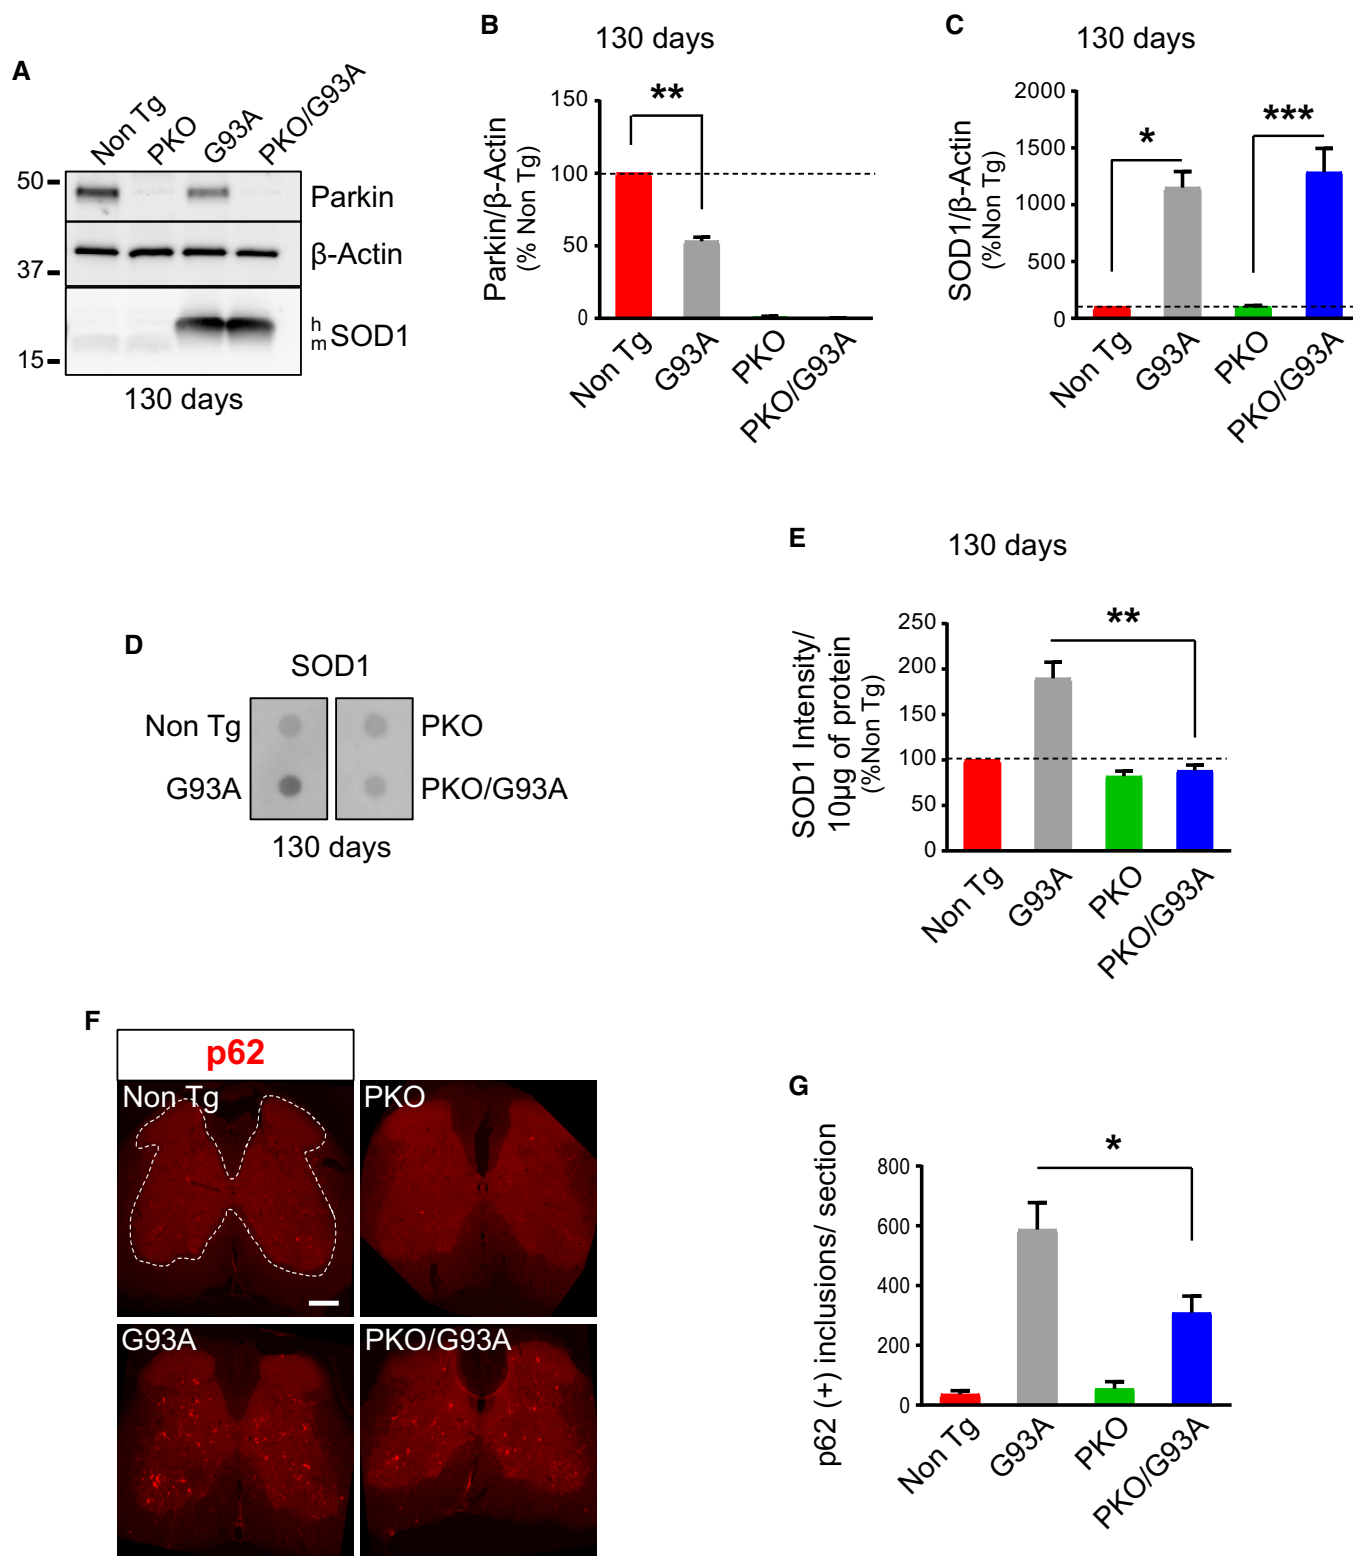 A
Non Tg
PKO
G93A
PKO/G93A
50
37
15
Parkin
β-Actin
h
m SOD1
130 days
B
130 days
Parkin/β-Actin
(% Non Tg)
150
100
50
0
**
Non Tg
G93A
PKO
PKO/G93A
C
130 days
SOD1/β-Actin
(%Non Tg)
2000
1500
1000
500
0
*
***
Non Tg
G93A
PKO
PKO/G93A
D
SOD1
Non Tg
PKO
G93A
PKO/G93A
130 days
E
130 days
SOD1 Intensity/
10µg of protein
(%Non Tg)
250
200
150
100
50
0
**
Non Tg
G93A
PKO
PKO/G93A
F
p62
Non Tg
PKO
G93A
PKO/G93A
G
p62 (+) inclusions/ section
800
600
400
200
0
*
Non Tg
G93A
PKO
PKO/G93A